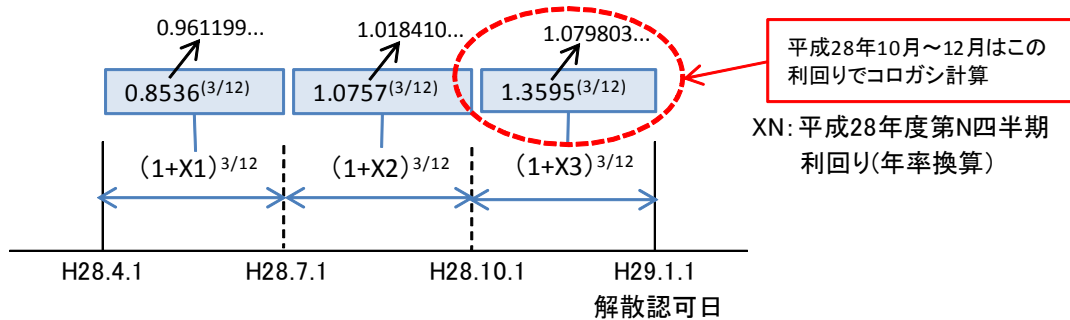 0.961199...
1.018410...
1.079803...
平成28年10月～12月はこの
利回りでコロガシ計算
0.8536(3/12)
1.0757(3/12)
1.3595(3/12)
XN：平成28年度第N四半期
利回り(年率換算)
(1+X1)3/12
(1+X2)3/12
(1+X3)3/12
H28.4.1
H28.7.1
H28.10.1
H29.1.1
解散認可日